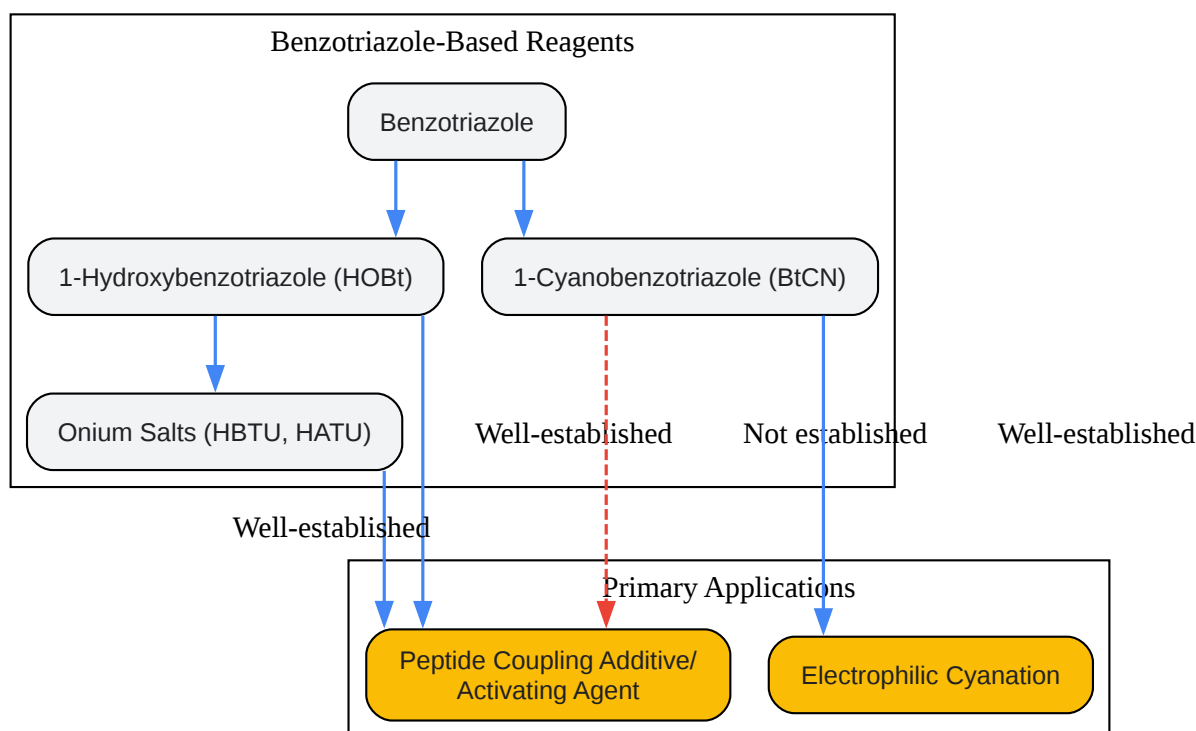 Benzotriazole-Based Reagents
Benzotriazole
1-Hydroxybenzotriazole (HOBt)
1-Cyanobenzotriazole (BtCN)
Onium Salts (HBTU, HATU)
Well-established
Not established
Well-established
Well-established
Primary Applications
Peptide Coupling Additive/
Activating Agent
Electrophilic Cyanation